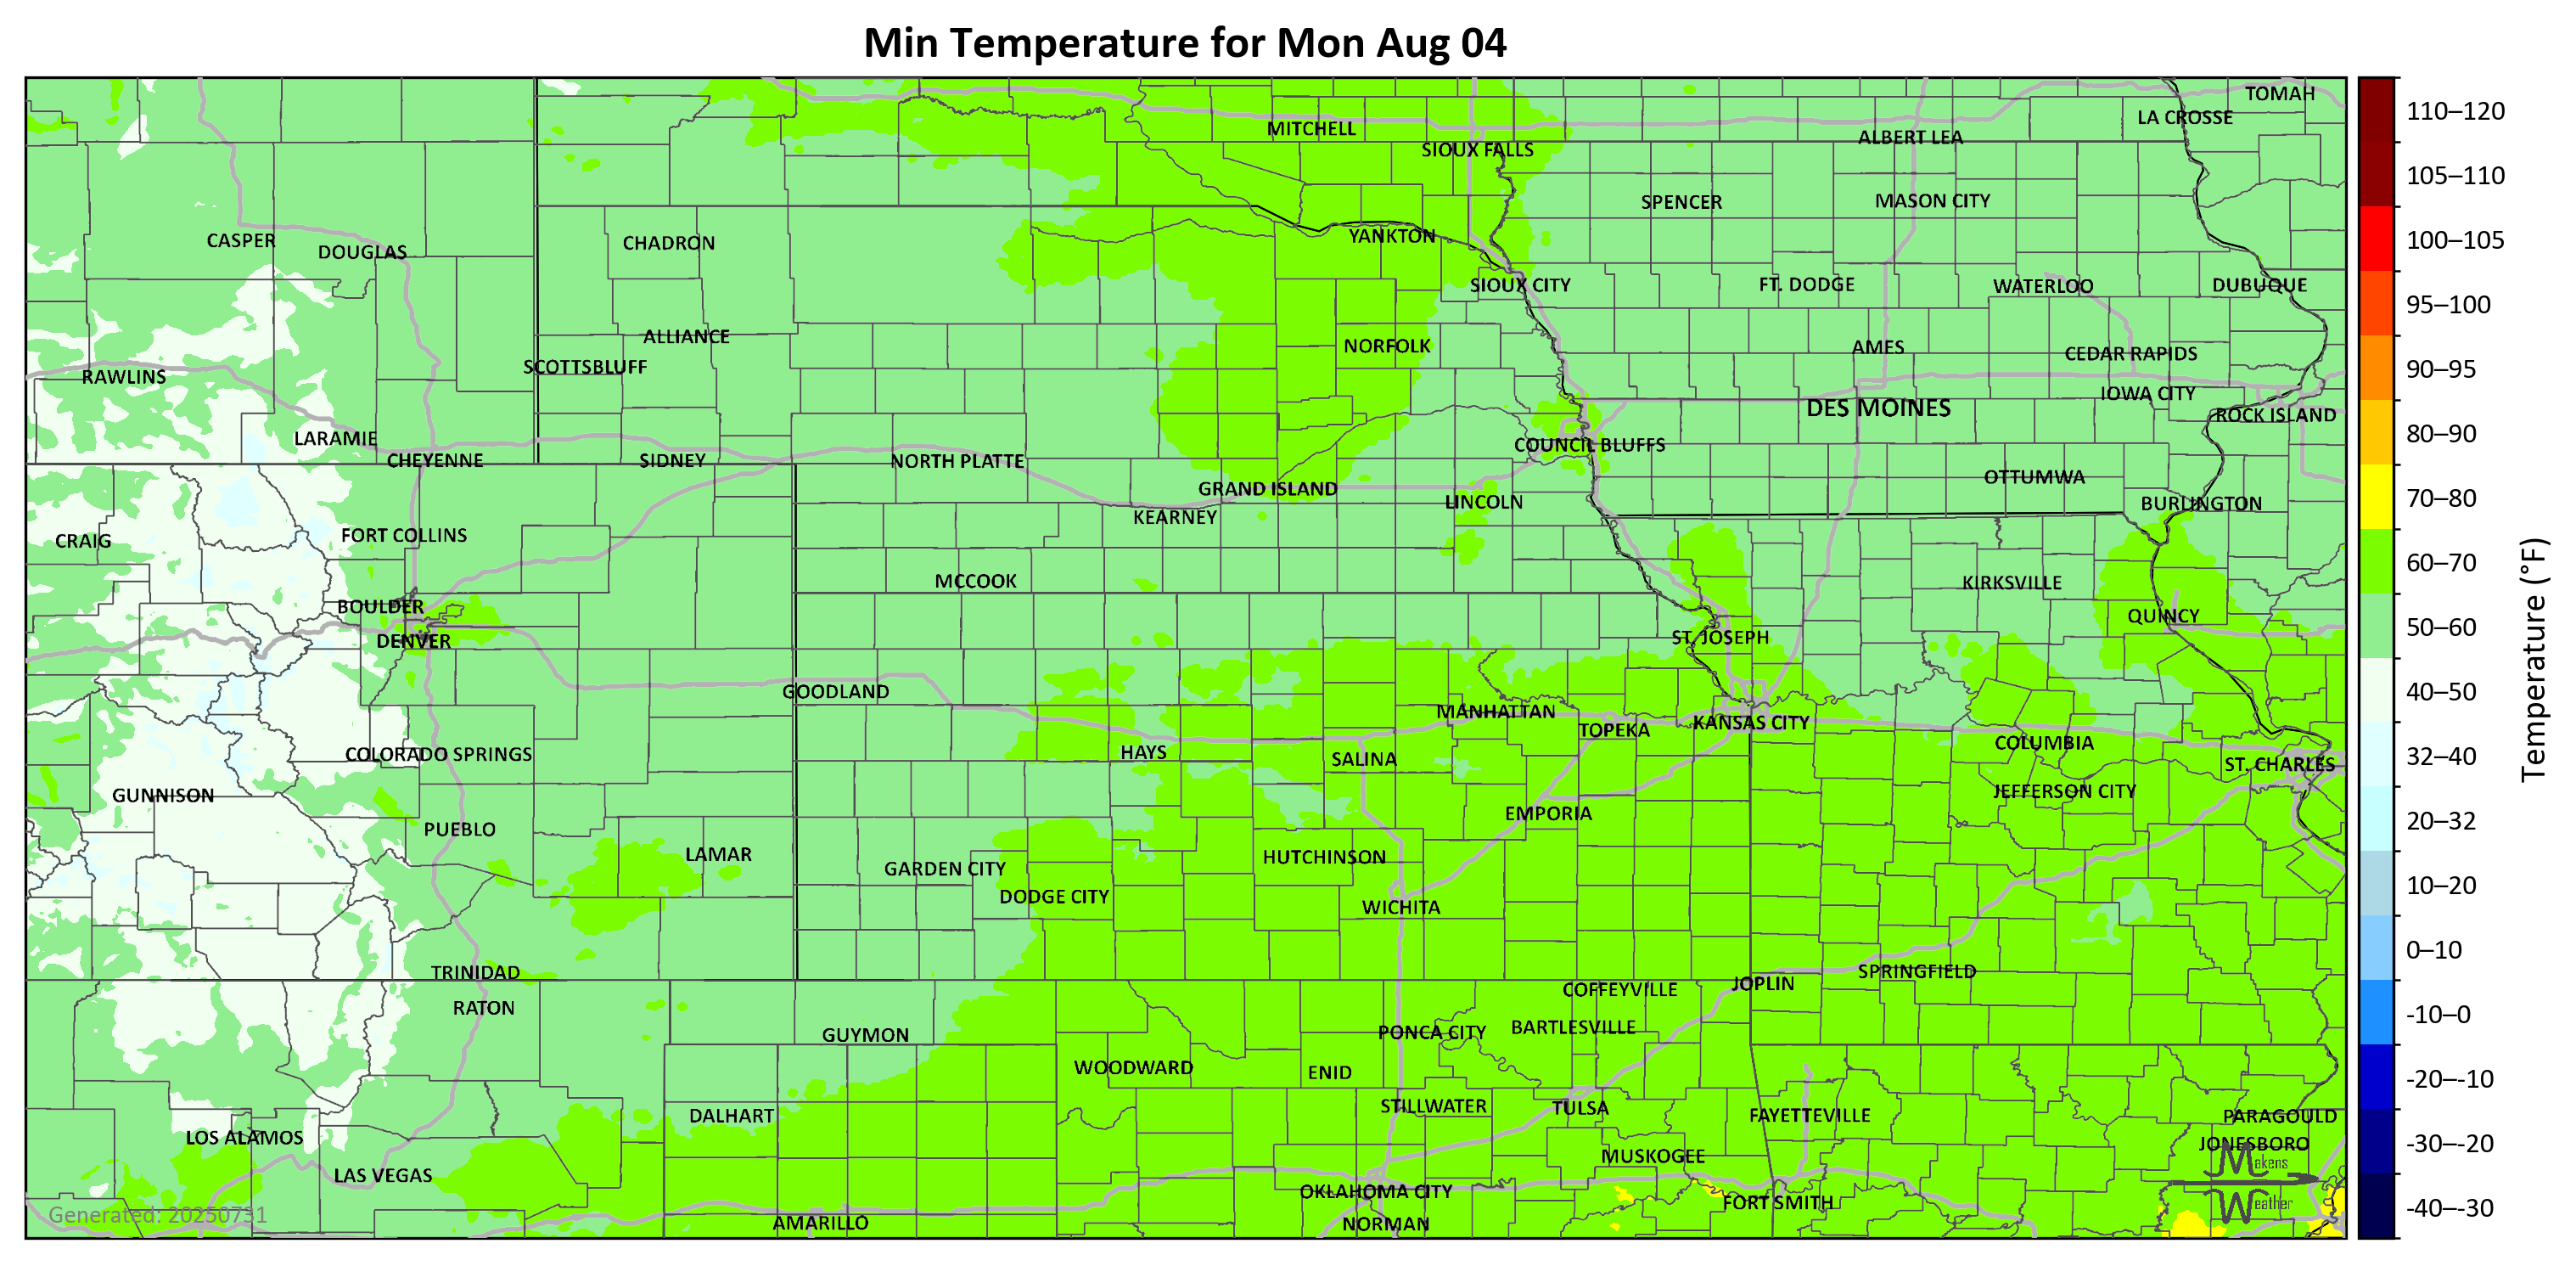 Min Temperature for Mon Aug 04
TOMAH
LA CROSSE
MITCHELL
ALBERT LEA
SIOUX FALLS
SPENCER
MASON CITY
CASPER
DOUGLAS
CHADRON
YANKTON
SIOUX CITY
FT. DODGE
WATERLOO
DUBUQUE
ALLIANCE
NORFOLK
AMES
CEDAR RAPIDS
SCOTTSBLUFF
RAWLINS
IOWA CITY
DES MOINES
ROCK ISLAND
LARAMIE
COUNCIL BLUFFS
CHEYENNE
SIDNEY
NORTH PLATTE
OTTUMWA
GRAND ISLAND
LINCOLN
BURLINGTON
KEARNEY
FORT COLLINS
CRAIG
MCCOOK
KIRKSVILLE
BOULDER
QUINCY
DENVER
ST. JOSEPH
GOODLAND
MANHATTAN
KANSAS CITY
TOPEKA
COLUMBIA
HAYS
COLORADO SPRINGS
SALINA
ST. CHARLES
GUNNISON
JEFFERSON CITY
EMPORIA
PUEBLO
LAMAR
HUTCHINSON
GARDEN CITY
DODGE CITY
WICHITA
TRINIDAD
SPRINGFIELD
JOPLIN
COFFEYVILLE
RATON
BARTLESVILLE
PONCA CITY
GUYMON
WOODWARD
ENID
STILLWATER
TULSA
DALHART
FAYETTEVILLE
PARAGOULD
LOS ALAMOS
JONESBORO
MUSKOGEE
LAS VEGAS
OKLAHOMA CITY
FORT SMITH
AMARILLO
NORMAN
Generated: 20250731
Makens
Weather
110–120
105–110
100–105
95–100
90–95
80–90
70–80
60–70
50–60
40–50
32–40
20–32
10–20
0–10
-10–0
-20–-10
-30–-20
-40–-30
Temperature (°F)